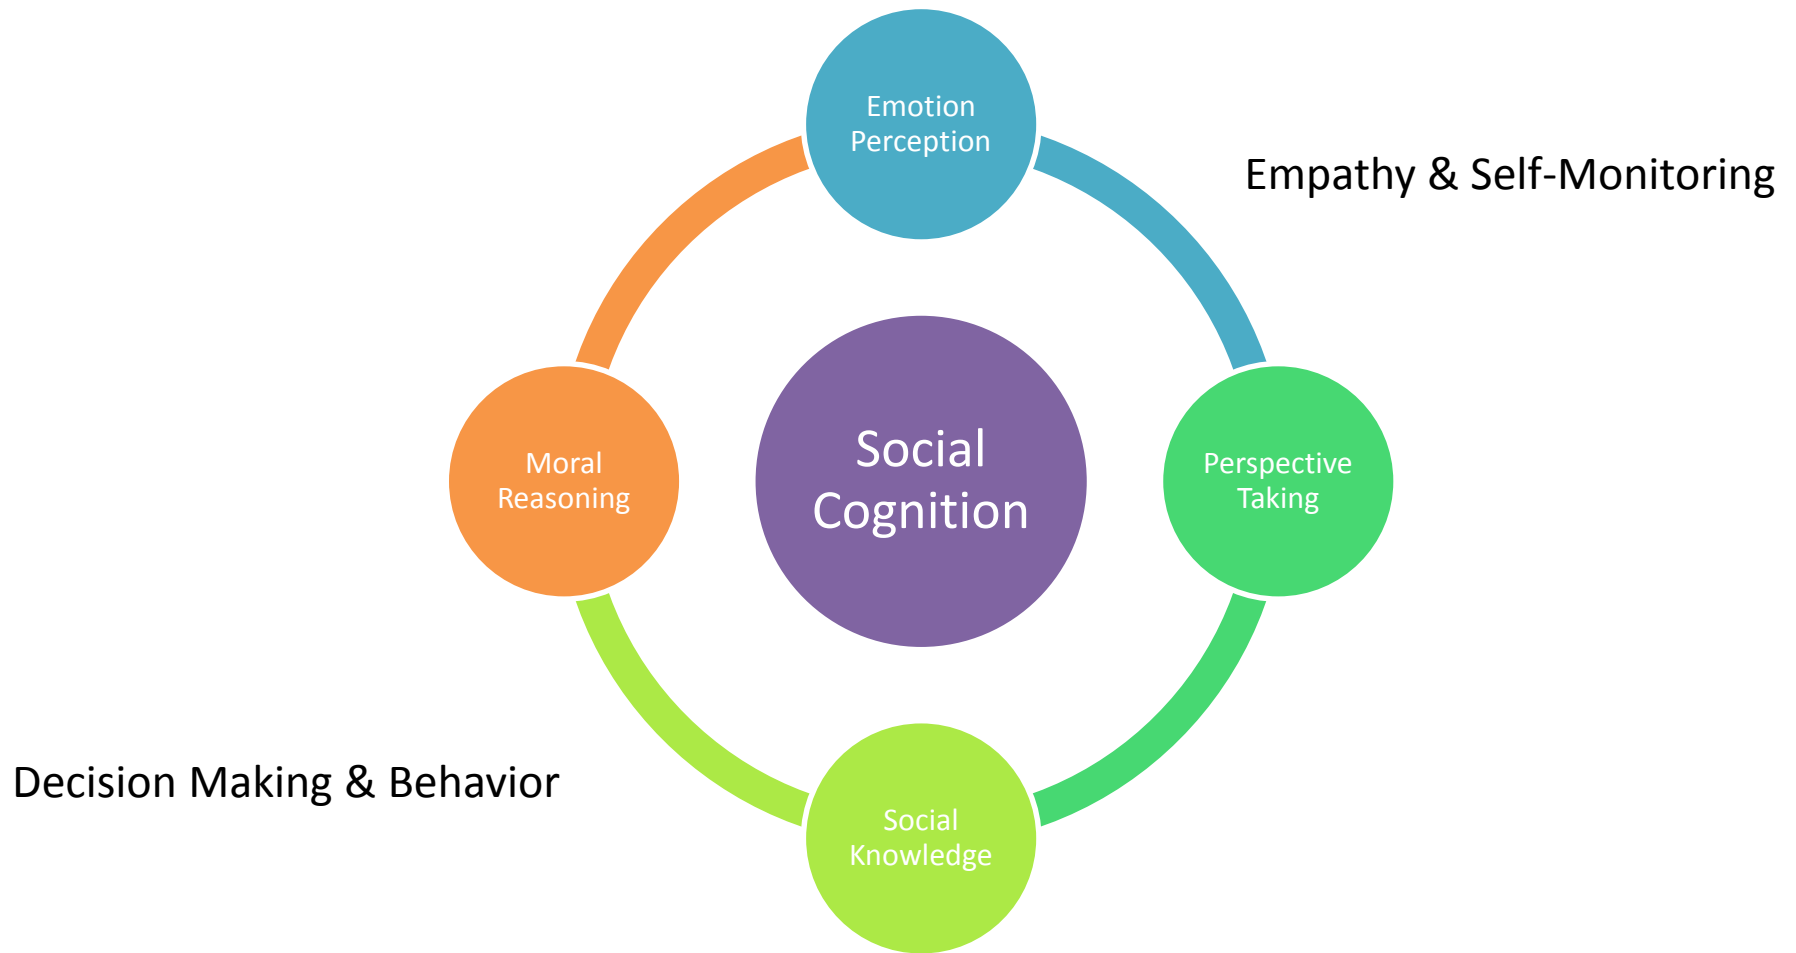 Emotion
Perception
Empathy & Self-Monitoring
Social
Cognition
Moral
Reasoning
Perspective
Taking
Decision Making & Behavior
Social
Knowledge